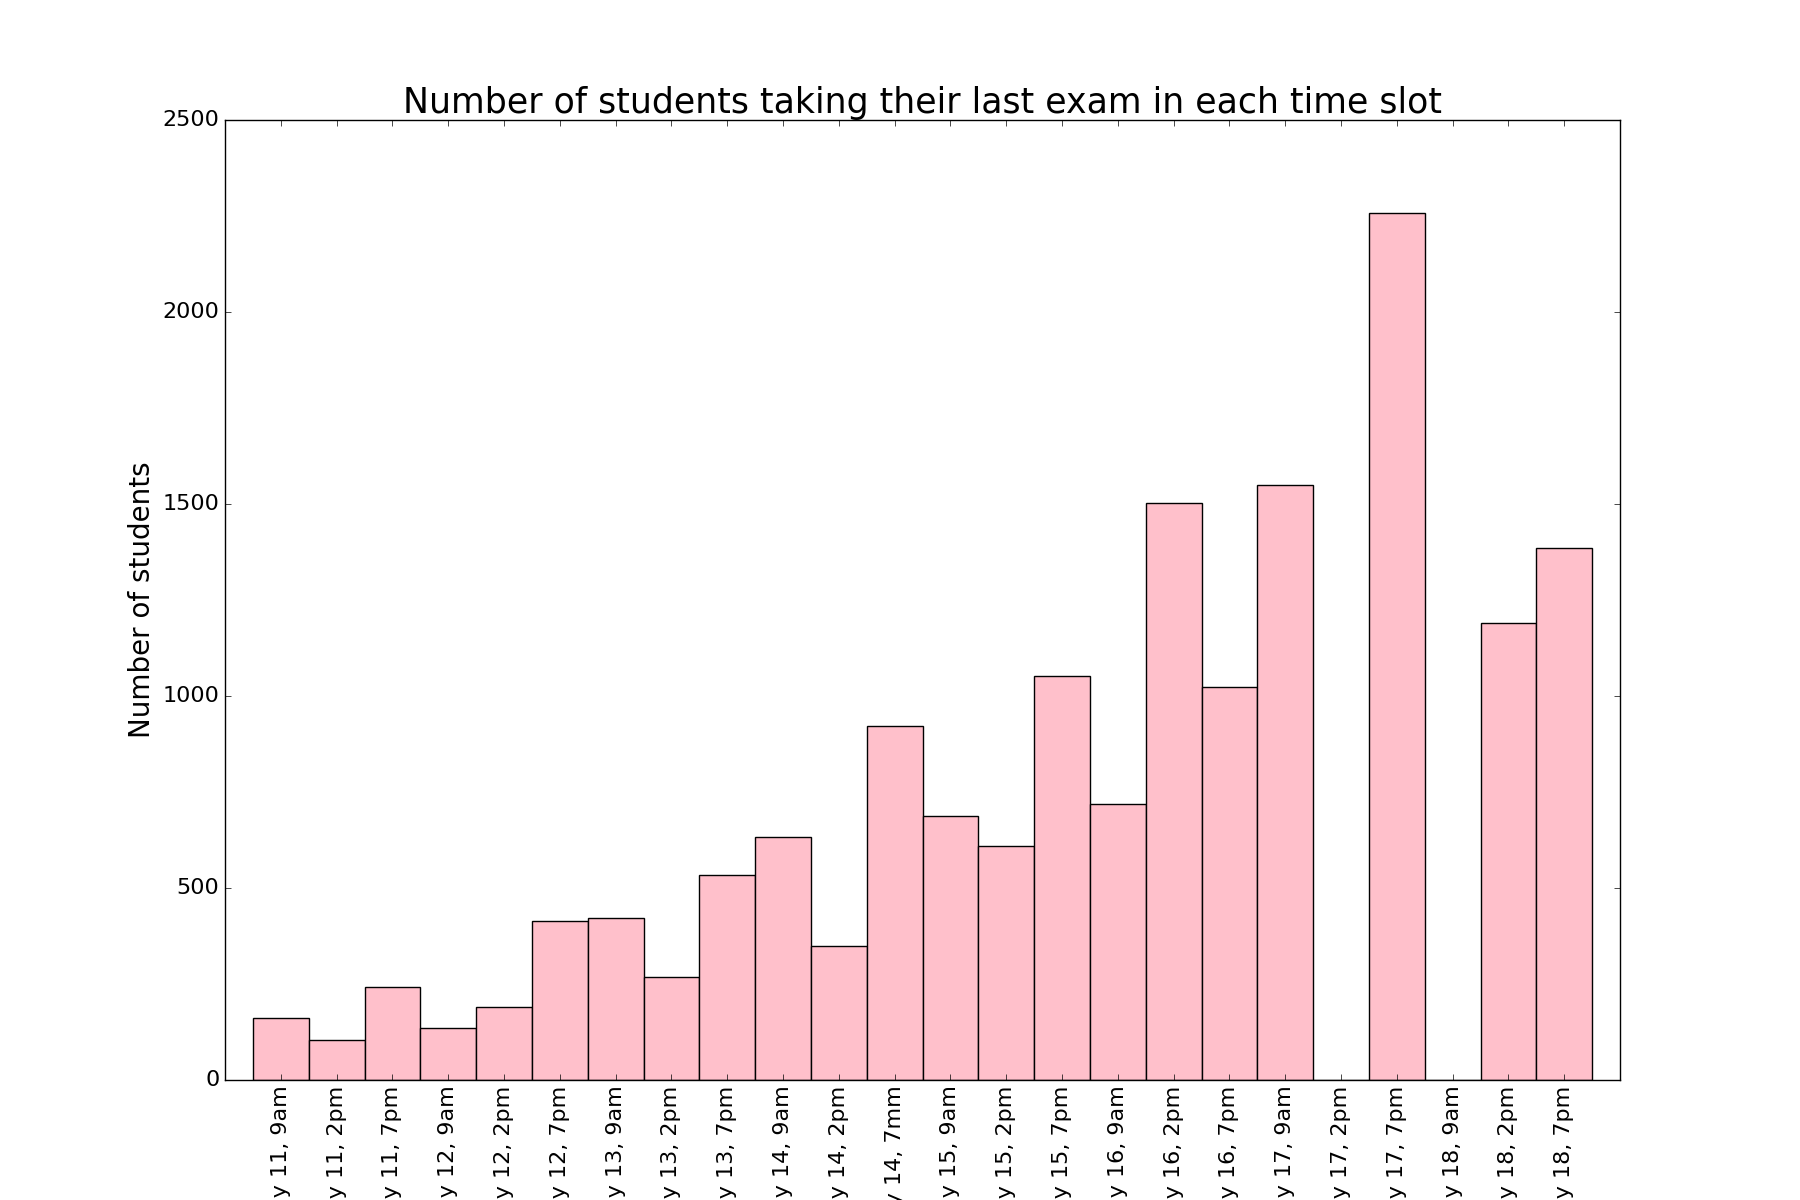 Number of students taking their last exam in each time slot
Number of students
2500
2000
1500
1000
500
0
y 11, 9am
y 11, 2pm
y 11, 7pm
y 12, 9am
y 12, 2pm
y 12, 7pm
y 13, 9am
y 13, 2pm
y 13, 7pm
y 14, 9am
y 14, 2pm
y 14, 7mm
y 15, 9am
y 15, 2pm
y 15, 7pm
y 16, 9am
y 16, 2pm
y 16, 7pm
y 17, 9am
y 17, 2pm
y 17, 7pm
y 18, 9am
y 18, 2pm
y 18, 7pm